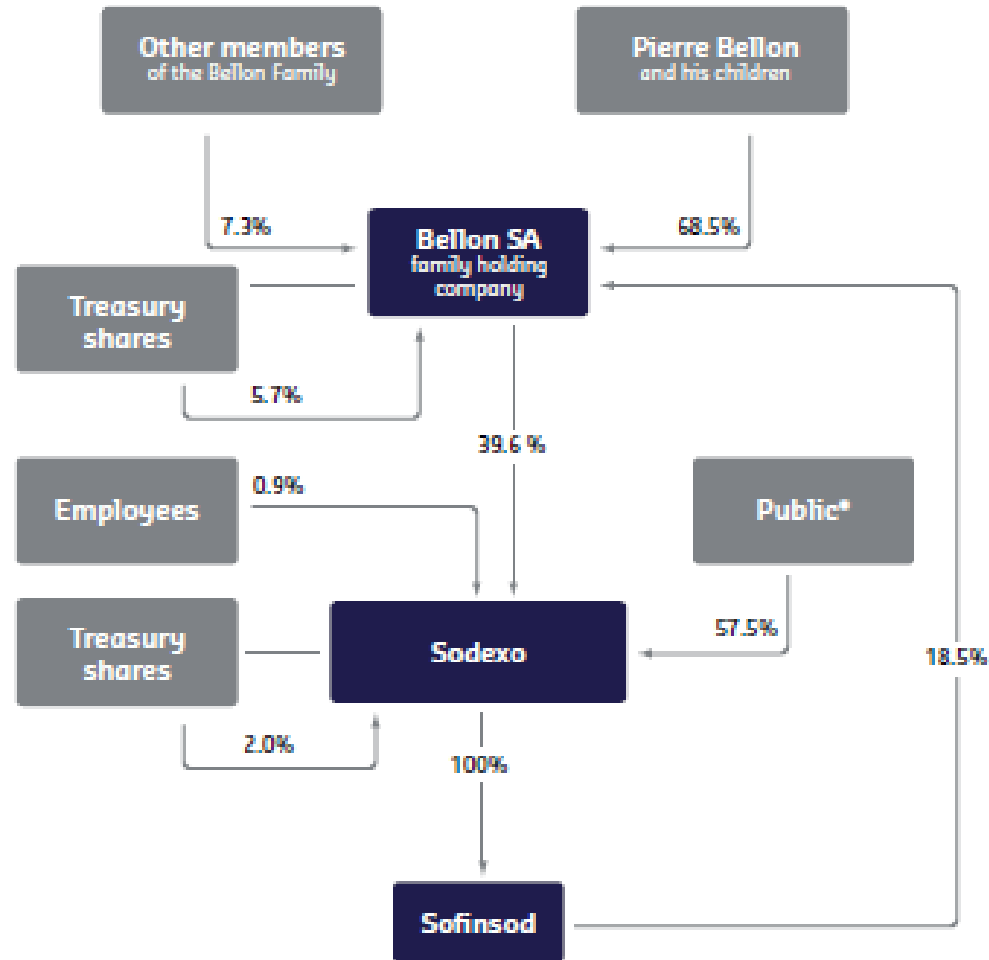 Other members
of the Bellon Family
Pierre Bellon
and his children
7.3%
68.5%
Bellon SA
family holding
company
Treasury
shares
5.7%
39.6 %
Employees
0.9%
Public*
Treasury
shares
Sodexo
57.5%
18.5%
2.0%
100%
Sofinsod